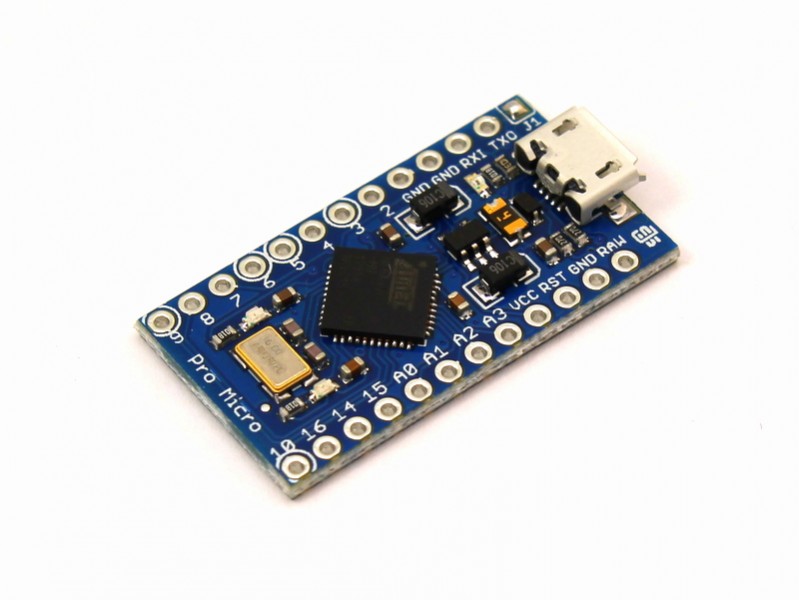 J1
TXO
RXI
GND
GND
2
3
4
5
6
7
8
9
RAW
GND
RST
VCC
A3
A2
A1
A0
15
14
16
10
Pro Micro
ATMEL